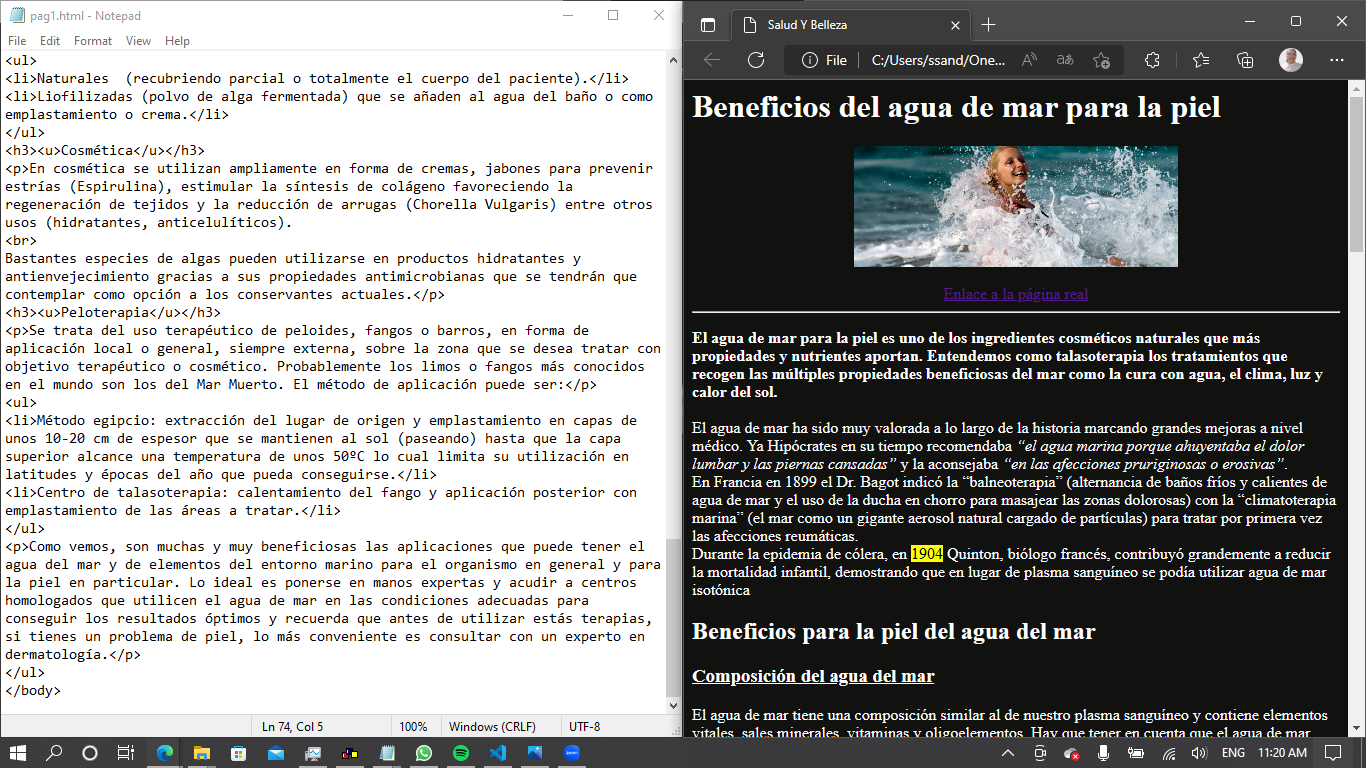 pag1.html - Notepad
File Edit Format View Help
<ul>
<li>Naturales  (recubriendo parcial o totalmente el cuerpo del paciente).</li>
<li>Liofilizadas (polvo de alga fermentada) que se añaden al agua del baño o como
emplastamiento o crema.</li>
</ul>
<h3><u>Cosmética</u></h3>
<p>En cosmética se utilizan ampliamente en forma de cremas, jabones para prevenir
estrías (Espirulina), estimular la síntesis de colágeno favoreciendo la
regeneración de tejidos y la reducción de arrugas (Chorella Vulgaris) entre otros
usos (hidratantes, anticelulíticos).
<br>
Bastantes especies de algas pueden utilizarse en productos hidratantes y
antienvejecimiento gracias a sus propiedades antimicrobianas que se tendrán que
contemplar como opción a los conservantes actuales.</p>
<h3><u>Peloterapia</u></h3>
<p>Se trata del uso terapéutico de peloides, fangos o barros, en forma de
aplicación local o general, siempre externa, sobre la zona que se desea tratar con
objetivo terapéutico o cosmético. Probablemente los limos o fangos más conocidos
en el mundo son los del Mar Muerto. El método de aplicación puede ser:</p>
<ul>
<li>Método egipcio: extracción del lugar de origen y emplastamiento en capas de
unos 10-20 cm de espesor que se mantienen al sol (paseando) hasta que la capa
superior alcance una temperatura de unos 50ºC lo cual limita su utilización en
latitudes y épocas del año que pueda conseguirse.</li>
<li>Centro de talasoterapia: calentamiento del fango y aplicación posterior con
emplastamiento de las áreas a tratar.</li>
</ul>
<p>Como vemos, son muchas y muy beneficiosas las aplicaciones que puede tener el
agua del mar y de elementos del entorno marino para el organismo en general y para
la piel en particular. Lo ideal es ponerse en manos expertas y acudir a centros
homologados que utilicen el agua de mar en las condiciones adecuadas para
conseguir los resultados óptimos y recuerda que antes de utilizar estás terapias,
si tienes un problema de piel, lo más conveniente es consultar con un experto en
dermatología.</p>
</ul>
</body>
Ln 74, Col 5 100% Windows (CRLF) UTF-8
Salud Y Belleza
File C:/Users/ssand/One...
Beneficios del agua de mar para la piel
Enlace a la página real
El agua de mar para la piel es uno de los ingredientes cosméticos naturales que más
propiedades y nutrientes aportan. Entendemos como talasoterapia los tratamientos que
recogen las múltiples propiedades beneficiosas del mar como la cura con agua, el clima, luz y
calor del sol.
El agua de mar ha sido muy valorada a lo largo de la historia marcando grandes mejoras a nivel
médico. Ya Hipócrates en su tiempo recomendaba “el agua marina porque ahuyentaba el dolor
lumbar y las piernas cansadas” y la aconsejaba “en las afecciones pruriginosas o erosivas”.
En Francia en 1899 el Dr. Bagot indicó la “balneoterapia” (alternancia de baños fríos y calientes de
agua de mar y el uso de la ducha en chorro para masajear las zonas dolorosas) con la “climatoterapia
marina” (el mar como un gigante aerosol natural cargado de partículas) para tratar por primera vez
las afecciones reumáticas.
Durante la epidemia de cólera, en 1904 Quinton, biólogo francés, contribuyó grandemente a reducir
la mortalidad infantil, demostrando que en lugar de plasma sanguíneo se podía utilizar agua de mar
isotónica
Beneficios para la piel del agua del mar
Composición del agua del mar
El agua de mar tiene una composición similar al de nuestro plasma sanguíneo y contiene elementos
vitales, sales minerales, vitaminas y oligoelementos. Hay que tener en cuenta que el agua de mar
ENG 11:20 AM